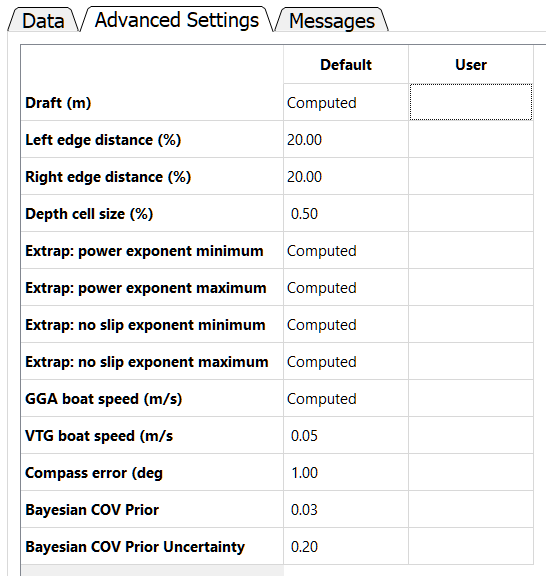 Data Advanced Settings Messages
Default User
Draft (m) Computed
Left edge distance (%) 20.00
Right edge distance (%) 20.00
Depth cell size (%) 0.50
Extrap: power exponent minimum Computed
Extrap: power exponent maximum Computed
Extrap: no slip exponent minimum Computed
Extrap: no slip exponent maximum Computed
GGA boat speed (m/s) Computed
VTG boat speed (m/s 0.05
Compass error (deg 1.00
Bayesian COV Prior 0.03
Bayesian COV Prior Uncertainty 0.20